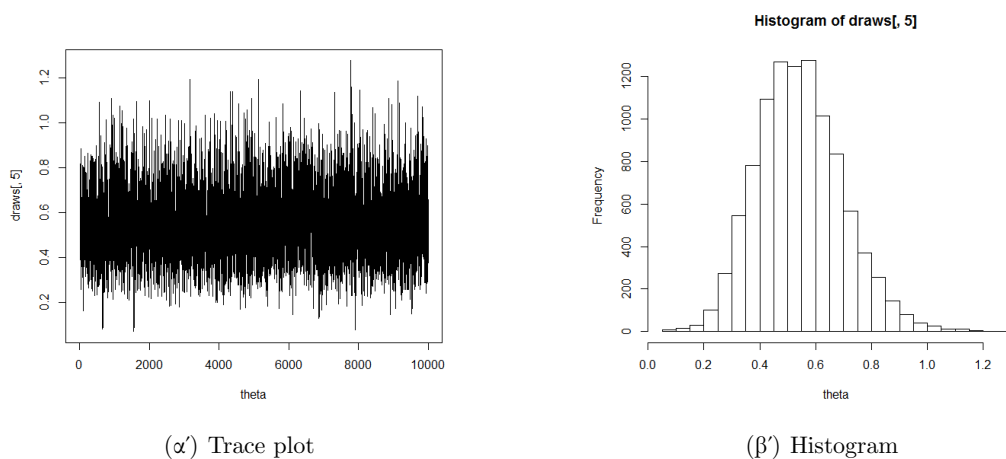 draws[, 5]
1.2
1.0
0.8
0.6
0.4
0.2
0 2000 4000 6000 8000 10000
theta
(α′) Trace plot
Histogram of draws[, 5]
Frequency
1200
1000
800
600
400
200
0
0.0 0.2 0.4 0.6 0.8 1.0 1.2
theta
(β′) Histogram